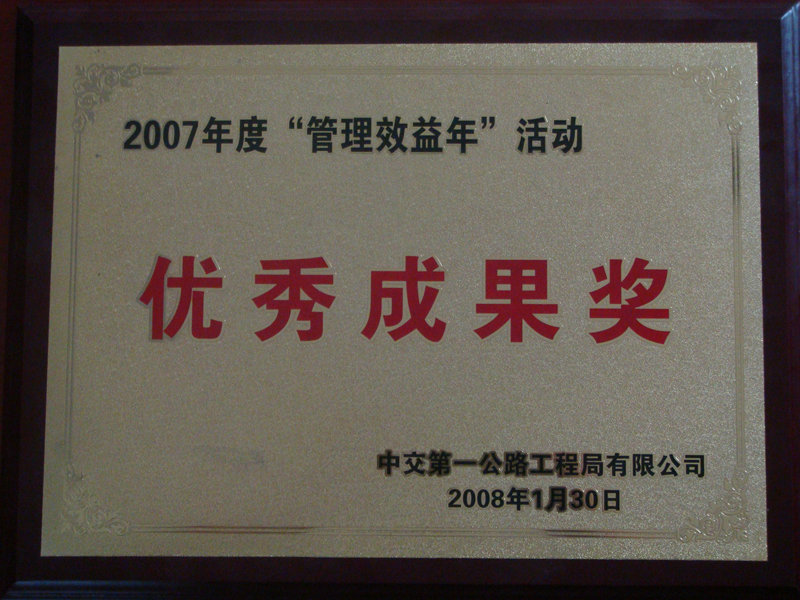 2007年度“管理效益年”活动
优秀成果奖
中交第一公路工程局有限公司
2008年1月30日